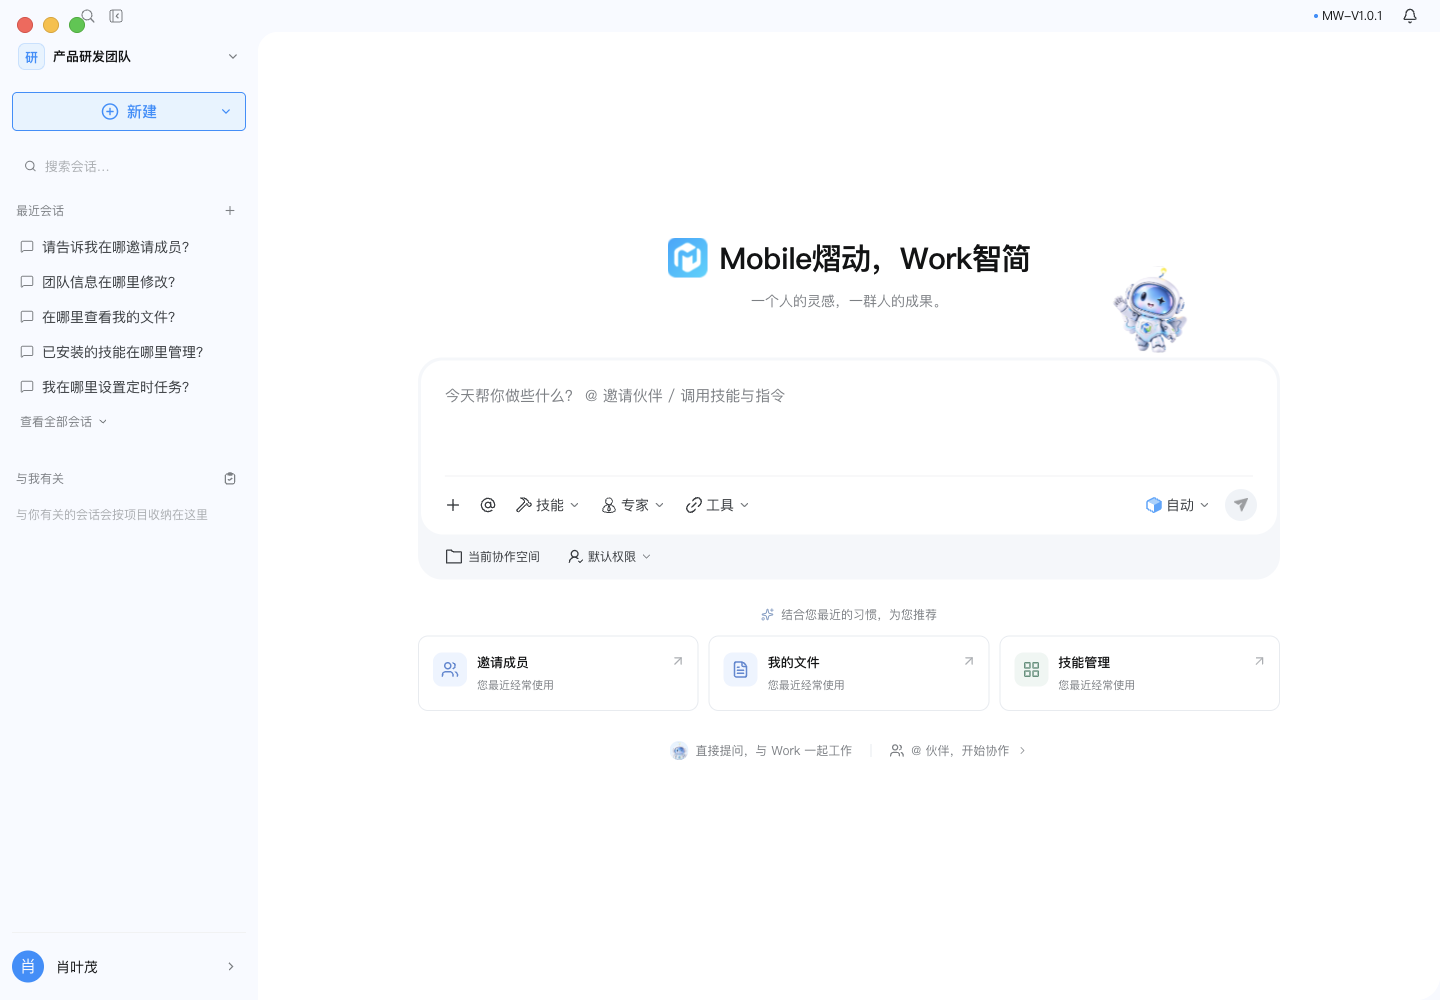 MW-V1.0.1
研 产品研发团队
新建
搜索会话...
最近会话
请告诉我在哪邀请成员?
团队信息在哪里修改?
在哪里查看我的文件?
已安装的技能在哪里管理?
我在哪里设置定时任务?
查看全部会话
与我有关
与你有关的会话会按项目收纳在这里
肖 肖叶茂
Mobile熠动，Work智简
一个人的灵感，一群人的成果。
今天帮你做些什么？ @ 邀请伙伴 / 调用技能与指令
技能 专家 工具 自动
当前协作空间 默认权限
结合您最近的习惯，为您推荐
邀请成员
您最近经常使用
我的文件
您最近经常使用
技能管理
您最近经常使用
直接提问，与 Work 一起工作
@ 伙伴，开始协作